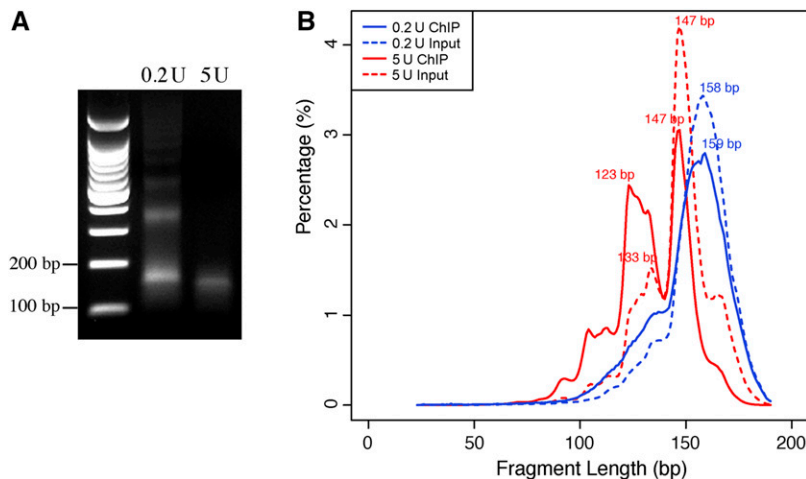 A
0.2 U 5 U
200 bp
100 bp
B
0.2 U ChIP
0.2 U Input
5 U ChIP
5 U Input
147 bp
158 bp
147 bp
159 bp
123 bp
133 bp
Percentage (%)
4
3
2
1
0
0 50 100 150 200
Fragment Length (bp)